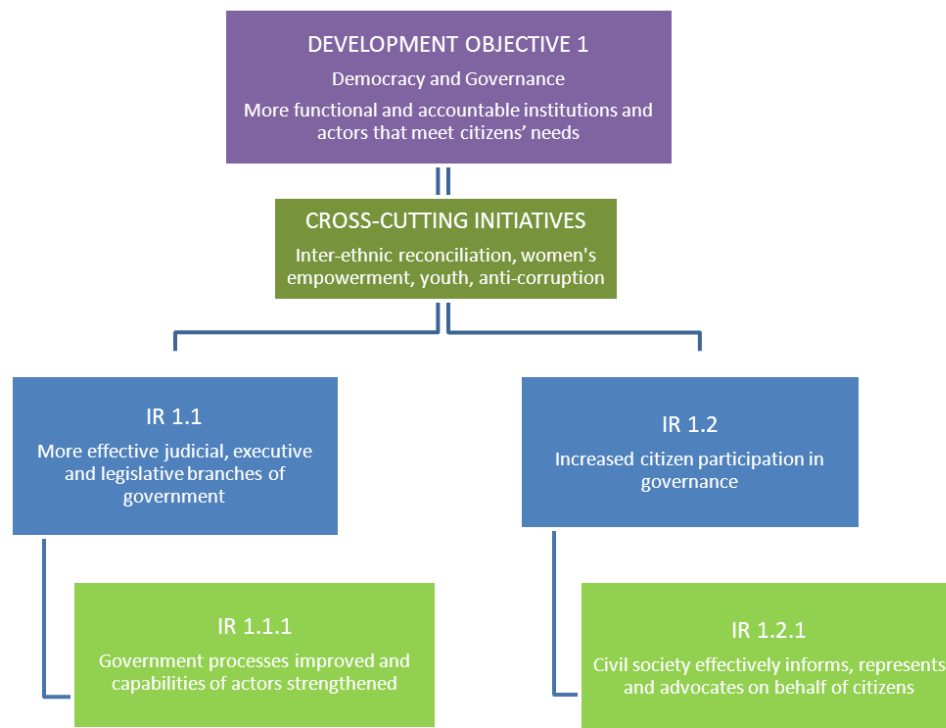 DEVELOPMENT OBJECTIVE 1
Democracy and Governance
More functional and accountable institutions and
actors that meet citizens’ needs
CROSS-CUTTING INITIATIVES
Inter-ethnic reconciliation, women's
empowerment, youth, anti-corruption
IR 1.1
More effective judicial, executive
and legislative branches of
government
IR 1.2
Increased citizen participation in
governance
IR 1.1.1
Government processes improved and
capabilities of actors strengthened
IR 1.2.1
Civil society effectively informs, represents
and advocates on behalf of citizens